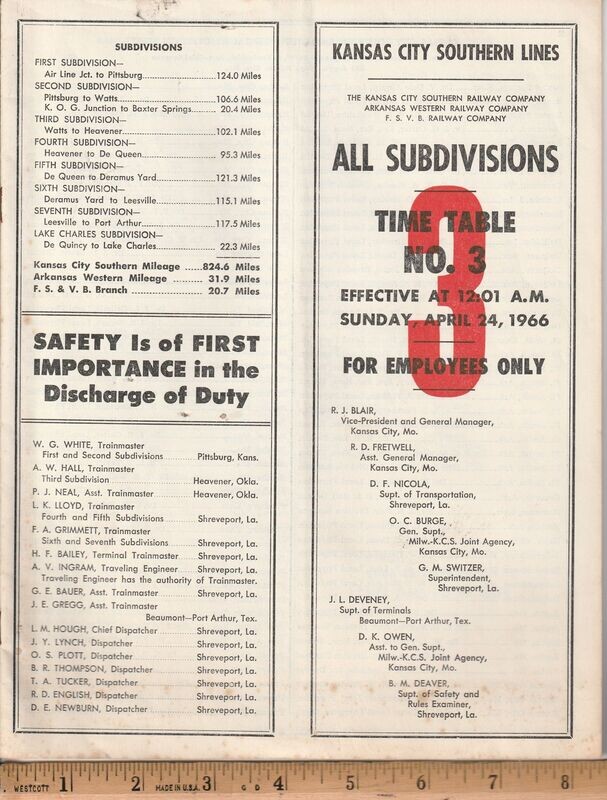 SUBDIVISIONS
FIRST SUBDIVISION—
Air Line Jct. to Pittsburg..................124.0 Miles
SECOND SUBDIVISION—
Pittsburg to Watts........................106.6 Miles
K. O. G. Junction to Baxter Springs....... 20.4 Miles
THIRD SUBDIVISION—
Watts to Heavener.......................102.1 Miles
FOURTH SUBDIVISION—
Heavener to De Queen................... 95.3 Miles
FIFTH SUBDIVISION—
De Queen to Deramus Yard...............121.3 Miles
SIXTH SUBDIVISION—
Deramus Yard to Leesville................115.1 Miles
SEVENTH SUBDIVISION—
Leesville to Port Arthur..................117.5 Miles
LAKE CHARLES SUBDIVISION—
De Quincy to Lake Charles................ 22.3 Miles
Kansas City Southern Mileage ......824.6 Miles
Arkansas Western Mileage .......... 31.9 Miles
F. S. & V. B. Branch .................. 20.7 Miles
SAFETY Is of FIRST
IMPORTANCE in the
Discharge of Duty
W. G. WHITE, Trainmaster
First and Second Subdivisions ........ Pittsburg, Kans.
A. W. HALL, Trainmaster
Third Subdivision ................... Heavener, Okla.
P. J. NEAL, Asst. Trainmaster ........ Heavener, Okla.
L. K. LLOYD, Trainmaster
Fourth and Fifth Subdivisions ........ Shreveport, La.
F. A. GRIMMETT, Trainmaster
Sixth and Seventh Subdivisions ...... Shreveport, La.
H. F. BAILEY, Terminal Trainmaster.... Shreveport, La.
A. V. INGRAM, Traveling Engineer..... Shreveport, La.
Traveling Engineer has the authority of Trainmaster.
G. E. BAUER, Asst. Trainmaster ....... Shreveport, La.
J. E. GREGG, Asst. Trainmaster
Beaumont—Port Arthur, Tex.
L. M. HOUGH, Chief Dispatcher ....... Shreveport, La.
J. Y. LYNCH, Dispatcher .............. Shreveport, La.
O. S. PLOTT, Dispatcher .............. Shreveport, La.
B. R. THOMPSON, Dispatcher ......... Shreveport, La.
T. A. TUCKER, Dispatcher ............. Shreveport, La.
R. D. ENGLISH, Dispatcher ............ Shreveport, La.
D. E. NEWBURN, Dispatcher .......... Shreveport, La.
KANSAS CITY SOUTHERN LINES
THE KANSAS CITY SOUTHERN RAILWAY COMPANY
ARKANSAS WESTERN RAILWAY COMPANY
F. S. V. B. RAILWAY COMPANY
ALL SUBDIVISIONS
3
TIME TABLE
NO. 3
EFFECTIVE AT 12:01 A.M.
SUNDAY, APRIL 24, 1966
FOR EMPLOYEES ONLY
R. J. BLAIR,
Vice-President and General Manager,
Kansas City, Mo.
R. D. FRETWELL,
Asst. General Manager,
Kansas City, Mo.
D. F. NICOLA,
Supt. of Transportation,
Shreveport, La.
O. C. BURGE,
Gen. Supt.,
Milw.-K.C.S. Joint Agency,
Kansas City, Mo.
G. M. SWITZER,
Superintendent,
Shreveport, La.
J. L. DEVENEY,
Supt. of Terminals
Beaumont—Port Arthur, Tex.
D. K. OWEN,
Asst. to Gen. Supt.,
Milw.-K.C.S. Joint Agency,
Kansas City, Mo.
B. M. DEAVER,
Supt. of Safety and
Rules Examiner,
Shreveport, La.
WESTCOTT 1 2 MADE IN U.S.A. 3 4 5 6 7 8